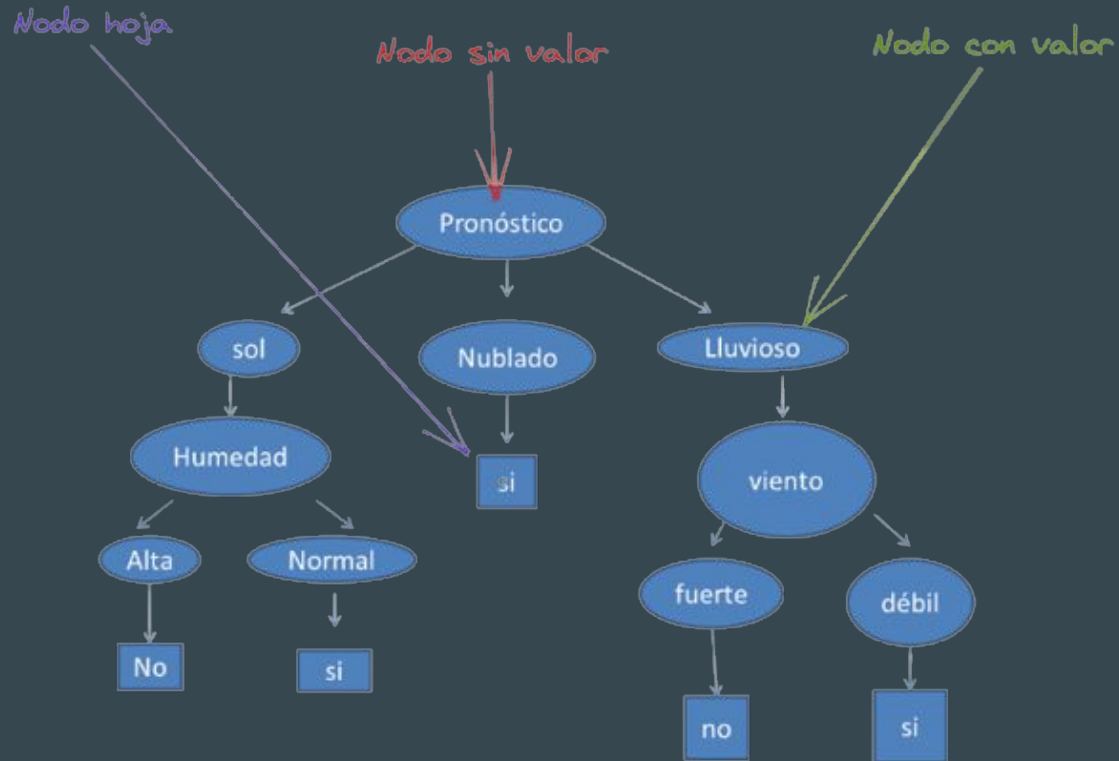 Nodo hoja
Nodo sin valor
Nodo con valor
Pronóstico
sol
Nublado
Lluvioso
Humedad
si
viento
Alta
Normal
fuerte
débil
No
si
no
si